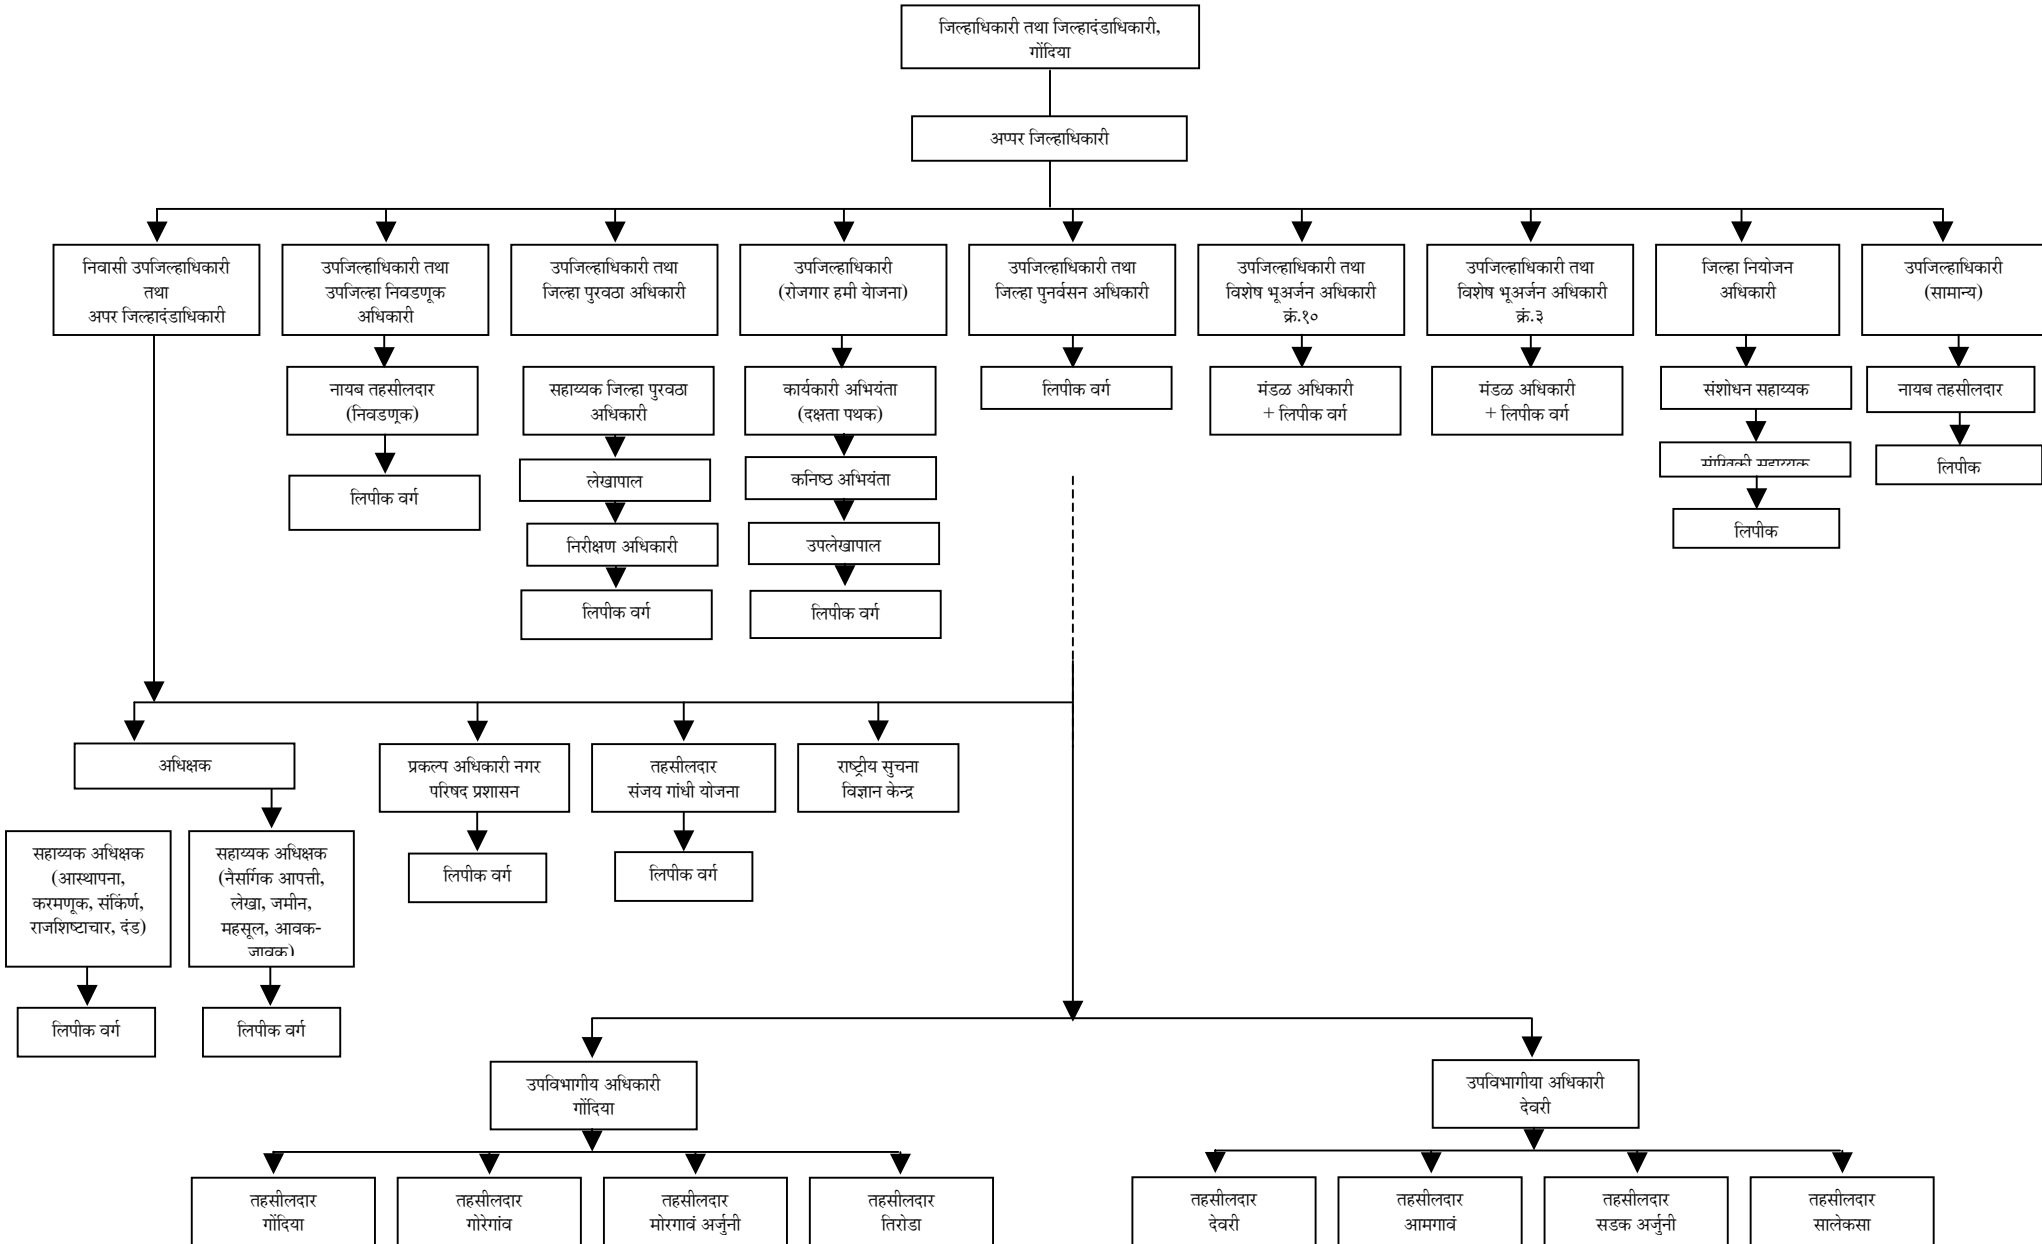 जिल्हाधिकारी तथा जिल्हादंडाधिकारी,
गोंदिया
अप्पर जिल्हाधिकारी
निवासी उपजिल्हाधिकारी
तथा
अपर जिल्हादंडाधिकारी
उपजिल्हाधिकारी तथा
उपजिल्हा निवडणूक
अधिकारी
उपजिल्हाधिकारी तथा
जिल्हा पुरवठा अधिकारी
उपजिल्हाधिकारी
(रोजगार हमी येाजना)
उपजिल्हाधिकारी तथा
जिल्हा पुनर्वसन अधिकारी
उपजिल्हाधिकारी तथा
विशेष भूअर्जन अधिकारी
क्रं.१०
उपजिल्हाधिकारी तथा
विशेष भूअर्जन अधिकारी
क्रं.३
जिल्हा नियोजन
अधिकारी
उपजिल्हाधिकारी
(सामान्य)
नायब तहसीलदार
(निवडणूक)
सहाय्यक जिल्हा पुरवठा
अधिकारी
कार्यकारी अभियंता
(दक्षता पथक)
लिपीक वर्ग
मंडळ अधिकारी
+ लिपीक वर्ग
मंडळ अधिकारी
+ लिपीक वर्ग
संशोधन सहाय्यक
नायब तहसीलदार
लिपीक वर्ग
लेखापाल
कनिष्ठ अभियंता
सांख्यिकी सहाय्यक
लिपीक
निरीक्षण अधिकारी
उपलेखापाल
लिपीक
लिपीक वर्ग
लिपीक वर्ग
अधिक्षक
प्रकल्प अधिकारी नगर
परिषद प्रशासन
तहसीलदार
संजय गांधी योजना
राष्ट्रीय सुचना
विज्ञान केन्द्र
सहाय्यक अधिक्षक
(आस्थापना,
करमणूक, संकिंर्ण,
राजशिष्टाचार, दंड)
सहाय्यक अधिक्षक
(नैसर्गिक आपत्ती,
लेखा, जमीन,
महसूल, आवक-
जावक)
लिपीक वर्ग
लिपीक वर्ग
लिपीक वर्ग
लिपीक वर्ग
उपविभागीय अधिकारी
गोंदिया
उपविभागीया अधिकारी
देवरी
तहसीलदार
गोंदिया
तहसीलदार
गोरेगांव
तहसीलदार
मोरगावं अर्जुनी
तहसीलदार
तिरोडा
तहसीलदार
देवरी
तहसीलदार
आमगावं
तहसीलदार
सडक अर्जुनी
तहसीलदार
सालेकसा